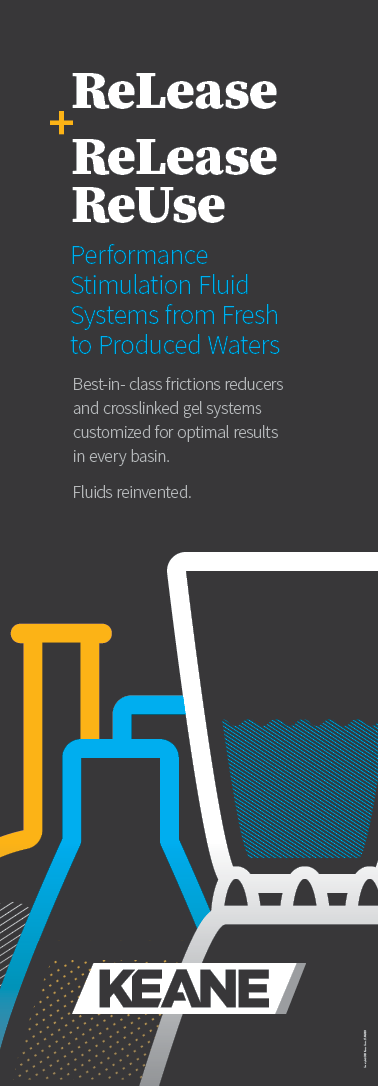 ReLease
+
ReLease
ReUse
Performance
Stimulation Fluid
Systems from Fresh
to Produced Waters
Best-in- class frictions reducers
and crosslinked gel systems
customized for optimal results
in every basin.
Fluids reinvented.
KEANE